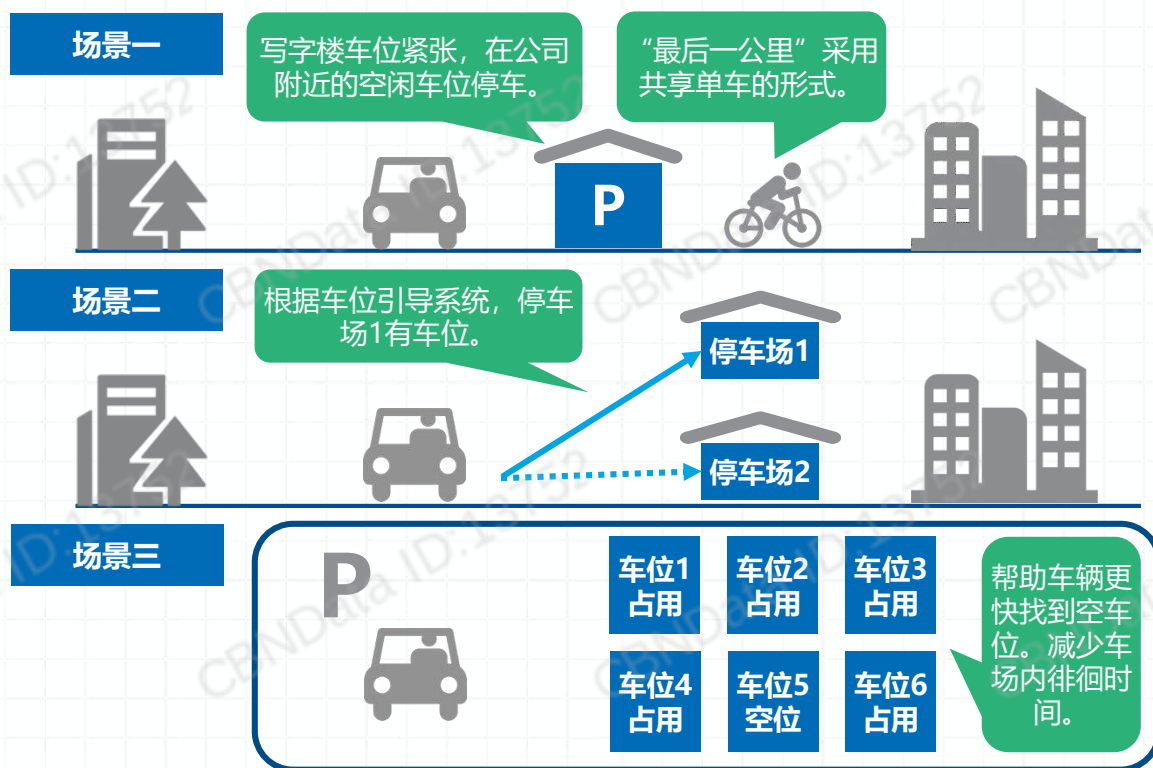 场景一
写字楼车位紧张，在公司
附近的空闲车位停车。
“最后一公里”采用
共享单车的形式。
P
场景二
根据车位引导系统，停车
场1有车位。
停车场1
停车场2
场景三
P
车位1
占用
车位2
占用
车位3
占用
车位4
占用
车位5
空位
车位6
占用
帮助车辆更
快找到空车
位。减少车
场内徘徊时
间。
CBNData ID:13752